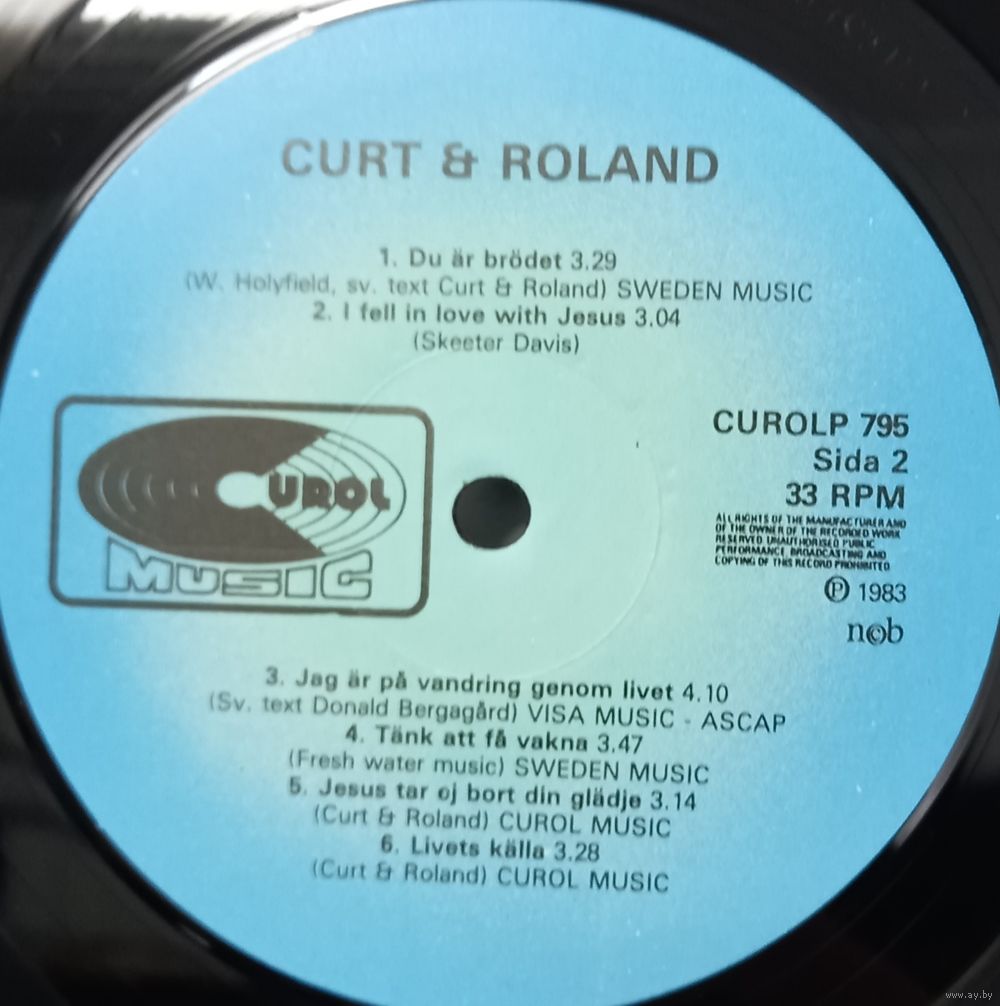 CURT & ROLAND
1. Du är brödet 3.29
(W. Holyfield, sv. text Curt & Roland) SWEDEN MUSIC
2. I fell in love with Jesus 3.04
(Skeeter Davis)
CUROL
MUSIC
CUROLP 795
Sida 2
33 RPM
ALL RIGHTS OF THE MANUFACTURER AND
OF THE OWNER OF THE RECORDED WORK
RESERVED UNAUTHORISED PUBLIC
PERFORMANCE, BROADCASTING AND
COPYING OF THIS RECORD PROHIBITED
Ⓟ 1983
n©b
3. Jag är på vandring genom livet 4.10
(Sv. text Donald Bergagård) VISA MUSIC - ASCAP
4. Tänk att få vakna 3.47
(Fresh water music) SWEDEN MUSIC
5. Jesus tar ej bort din glädje 3.14
(Curt & Roland) CUROL MUSIC
6. Livets källa 3.28
(Curt & Roland) CUROL MUSIC
www.ay.by